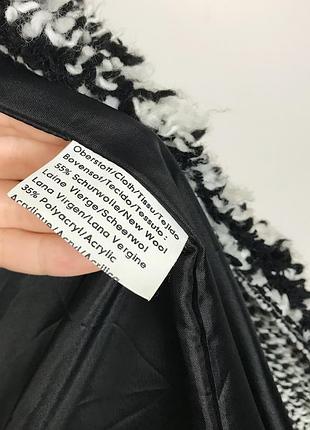 Oberstoff/Cloth/Tissu/Tejido
Bovenstof/Tecido/Tessuto:
55% Schurwolle/New Wool
Laine Vierge/Scheerwol
Lana Virgen/Lana Vergine
35% Polyacryl/Acrylic